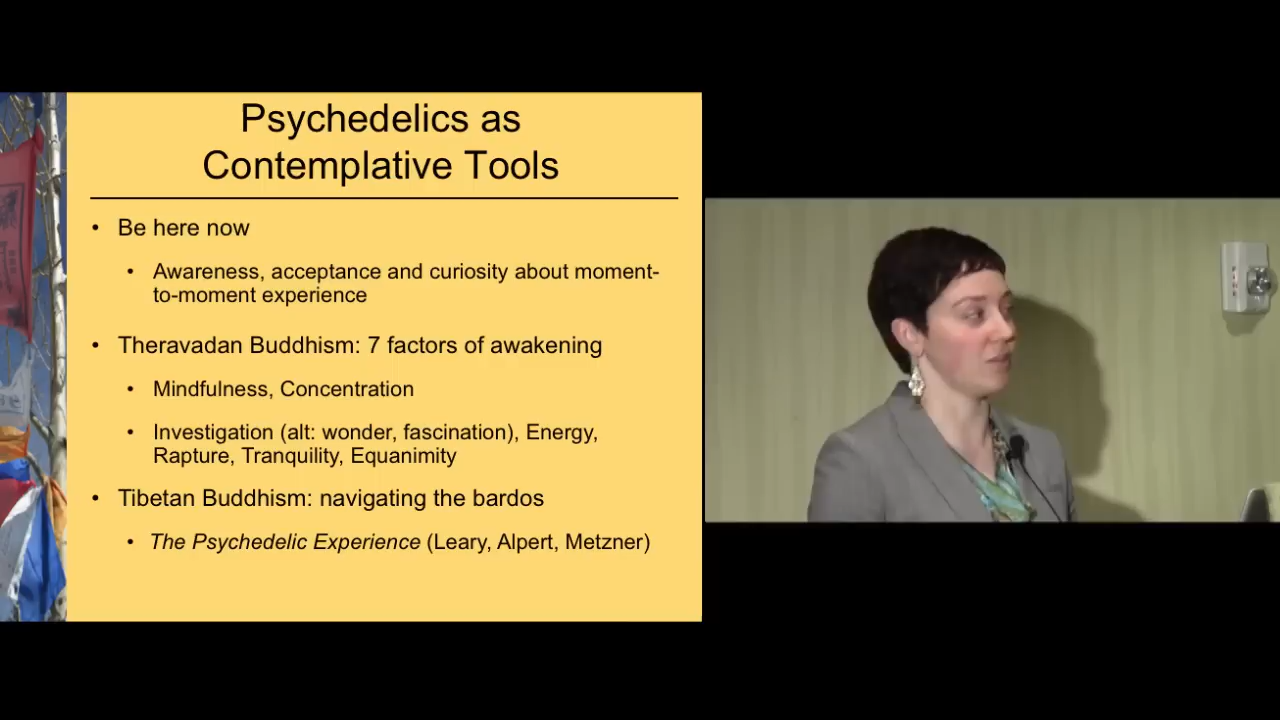 Psychedelics as
Contemplative Tools
• Be here now
• Awareness, acceptance and curiosity about moment-
to-moment experience
• Theravadan Buddhism: 7 factors of awakening
• Mindfulness, Concentration
• Investigation (alt: wonder, fascination), Energy,
Rapture, Tranquility, Equanimity
• Tibetan Buddhism: navigating the bardos
• The Psychedelic Experience (Leary, Alpert, Metzner)